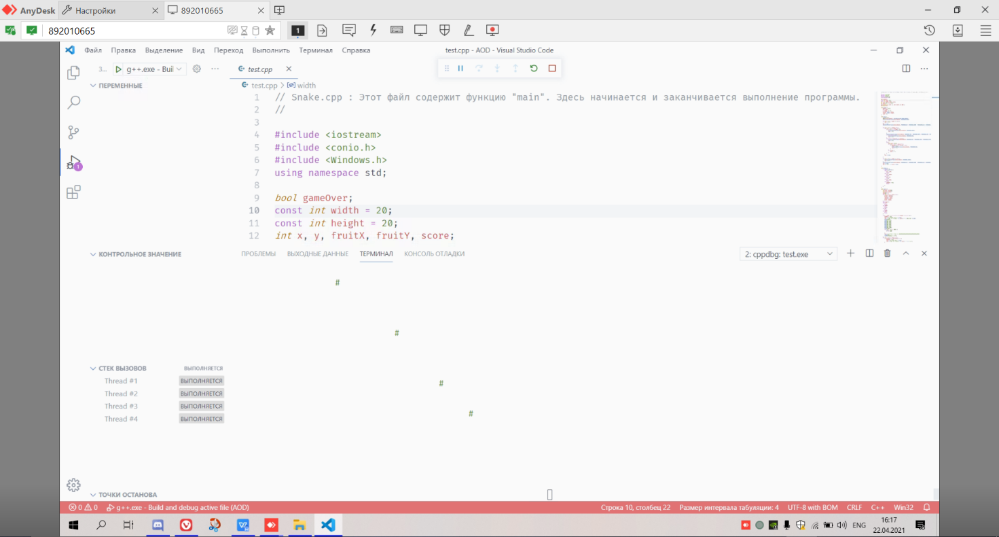 AnyDesk Настройки 892010665
892010665 1
Файл Правка Выделение Вид Переход Выполнить Терминал Справка test.cpp - AOD - Visual Studio Code
3... g++.exe - Buil ... test.cpp
ПЕРЕМЕННЫЕ
test.cpp > width
1 // Snake.cpp : Этот файл содержит функцию "main". Здесь начинается и заканчивается выполнение программы.
2 //
3
4 #include <iostream>
5 #include <conio.h>
6 #include <Windows.h>
7 using namespace std;
8
9 bool gameOver;
10 const int width = 20;
11 const int height = 20;
12 int x, y, fruitX, fruitY, score;
1
КОНТРОЛЬНОЕ ЗНАЧЕНИЕ
ПРОБЛЕМЫ ВЫХОДНЫЕ ДАННЫЕ ТЕРМИНАЛ КОНСОЛЬ ОТЛАДКИ 2: cppdbg: test.exe
#
#
#
#
СТЕК ВЫЗОВОВ ВЫПОЛНЯЕТСЯ
Thread #1 ВЫПОЛНЯЕТСЯ
Thread #2 ВЫПОЛНЯЕТСЯ
Thread #3 ВЫПОЛНЯЕТСЯ
Thread #4 ВЫПОЛНЯЕТСЯ
ТОЧКИ ОСТАНОВА
0 0 g++.exe - Build and debug active file (AOD) Строка 10, столбец 22 Размер интервала табуляции: 4 UTF-8 with BOM CRLF C++ Win32
ENG 16:17
22.04.2021